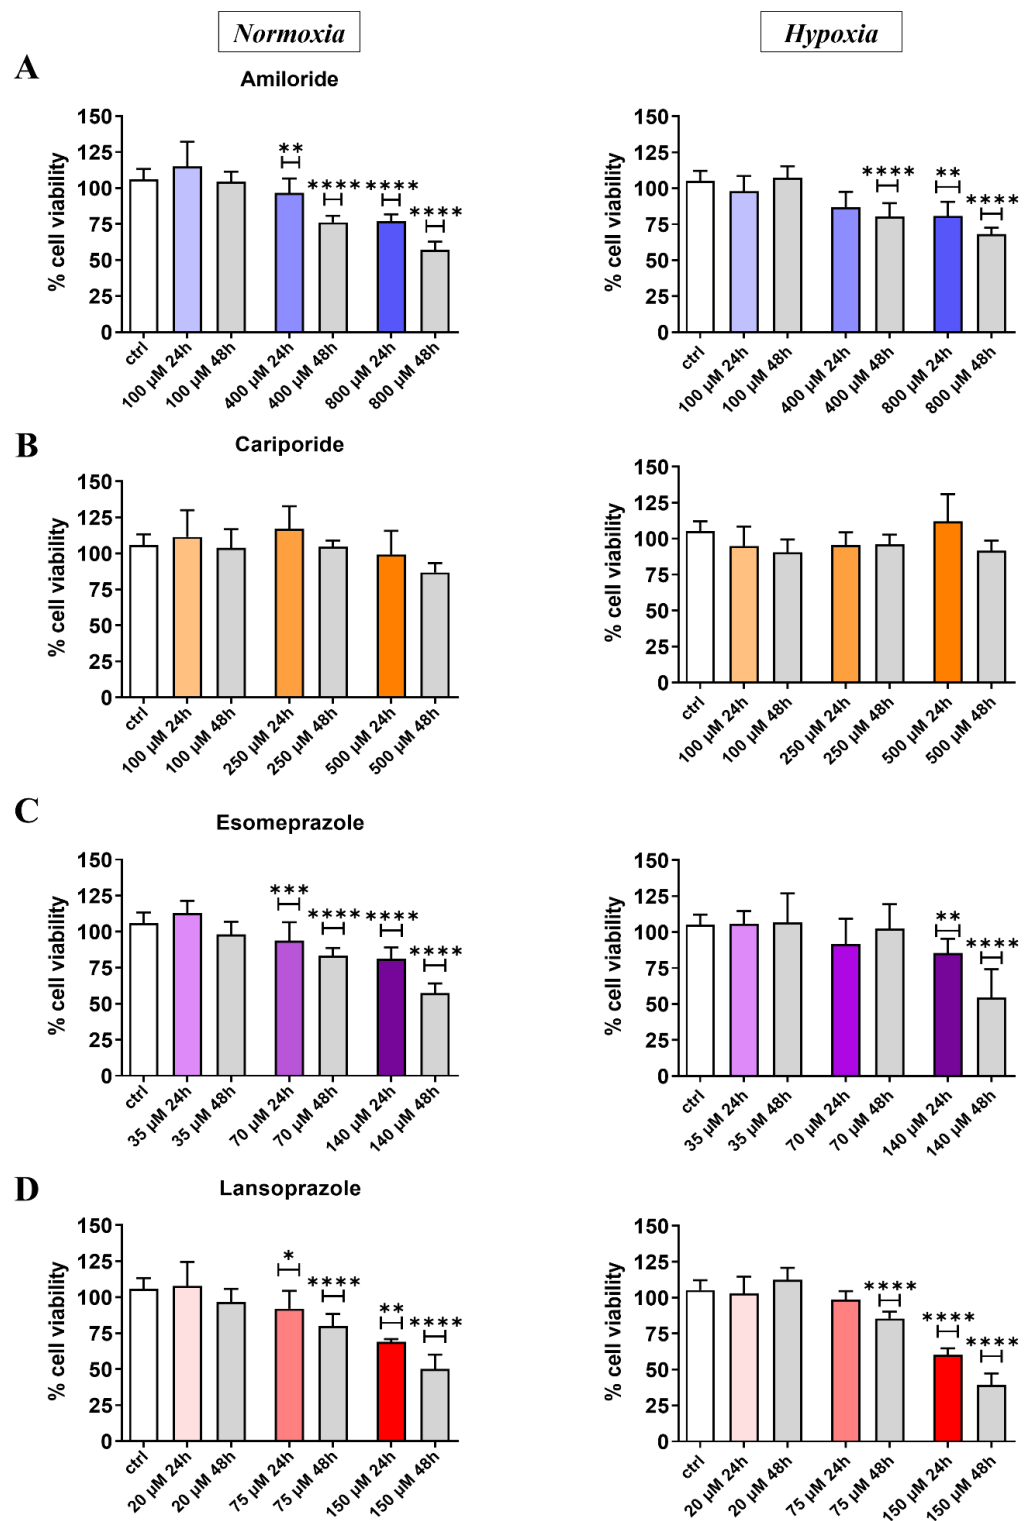 Normoxia
Hypoxia
A
Amiloride
% cell viability
150
125
100
75
50
25
0
**
****
****
****
ctrl
100 µM 24h
100 µM 48h
400 µM 24h
400 µM 48h
800 µM 24h
800 µM 48h
% cell viability
150
125
100
75
50
25
0
****
**
****
ctrl
100 µM 24h
100 µM 48h
400 µM 24h
400 µM 48h
800 µM 24h
800 µM 48h
B
Cariporide
% cell viability
150
125
100
75
50
25
0
ctrl
100 µM 24h
100 µM 48h
250 µM 24h
250 µM 48h
500 µM 24h
500 µM 48h
% cell viability
150
125
100
75
50
25
0
ctrl
100 µM 24h
100 µM 48h
250 µM 24h
250 µM 48h
500 µM 24h
500 µM 48h
C
Esomeprazole
% cell viability
150
125
100
75
50
25
0
***
****
****
****
ctrl
35 µM 24h
35 µM 48h
70 µM 24h
70 µM 48h
140 µM 24h
140 µM 48h
% cell viability
150
125
100
75
50
25
0
**
****
ctrl
35 µM 24h
35 µM 48h
70 µM 24h
70 µM 48h
140 µM 24h
140 µM 48h
D
Lansoprazole
% cell viability
150
125
100
75
50
25
0
*
****
**
****
ctrl
20 µM 24h
20 µM 48h
75 µM 24h
75 µM 48h
150 µM 24h
150 µM 48h
% cell viability
150
125
100
75
50
25
0
****
****
****
ctrl
20 µM 24h
20 µM 48h
75 µM 24h
75 µM 48h
150 µM 24h
150 µM 48h